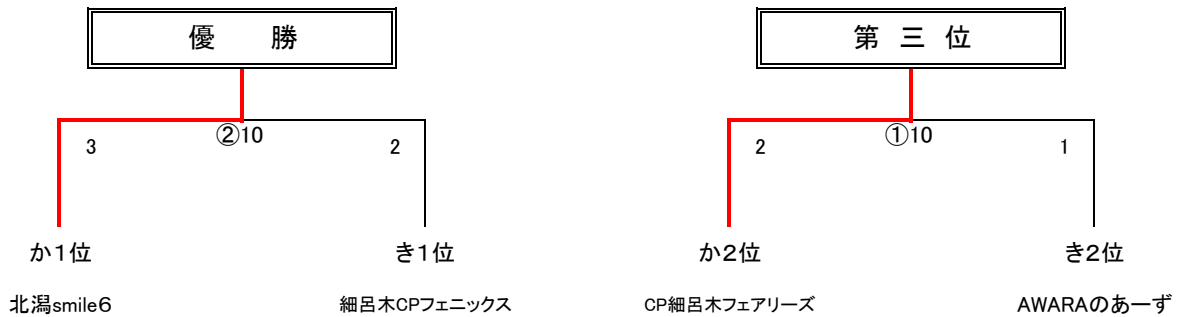 優　勝
第 三 位
3
②10
2
2
①10
1
か１位
き１位
か２位
き２位
北潟smile６
細呂木CPフェニックス
CP細呂木フェアリーズ
AWARAのあーず